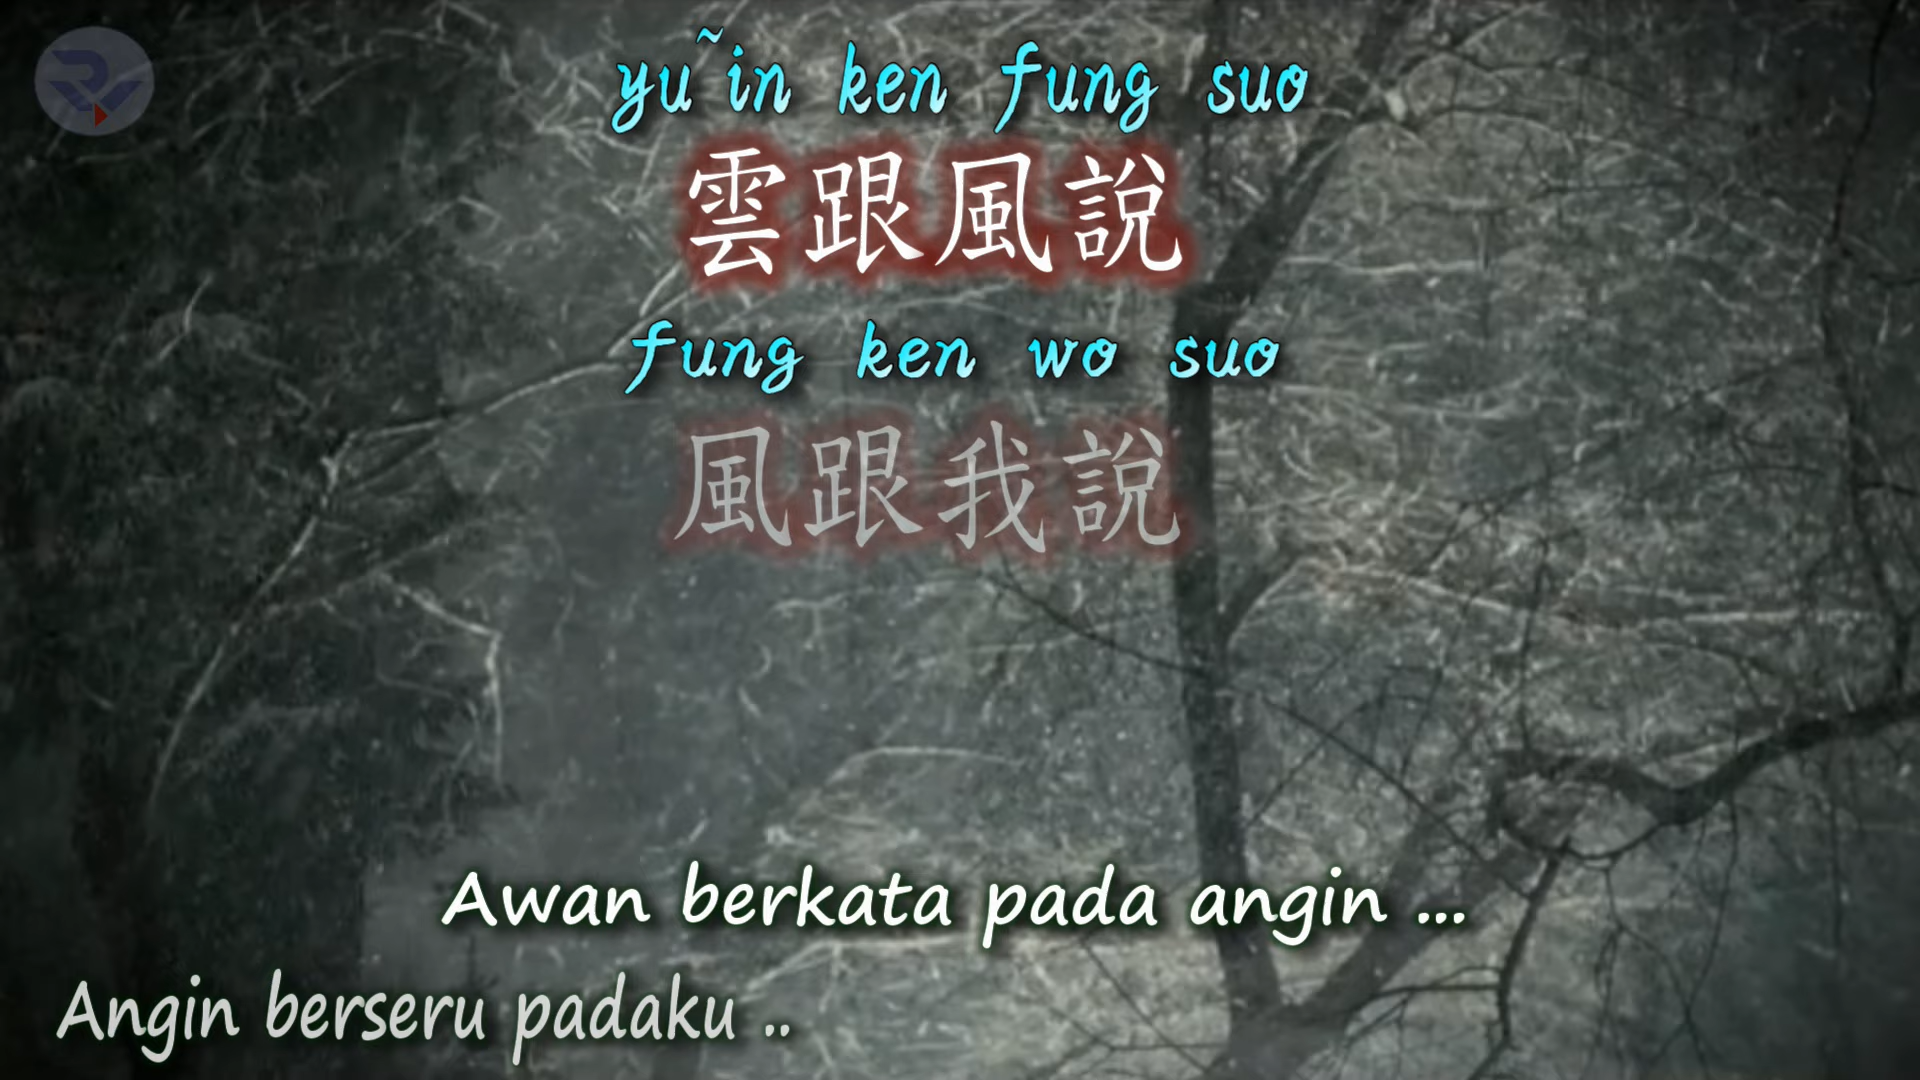 yu~in ken fung suo
雲跟風說
fung ken wo suo
風跟我說
Awan berkata pada angin ...
Angin berseru padaku ..